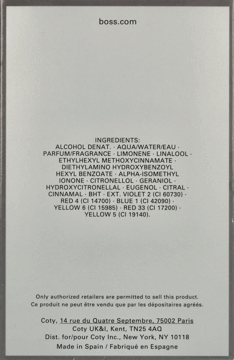 boss.com
INGREDIENTS:
ALCOHOL DENAT. · AQUA/WATER/EAU ·
PARFUM/FRAGRANCE · LIMONENE · LINALOOL ·
ETHYLHEXYL METHOXYCINNAMATE ·
DIETHYLAMINO HYDROXYBENZOYL
HEXYL BENZOATE · ALPHA-ISOMETHYL
IONONE · CITRONELLOL · GERANIOL ·
HYDROXYCITRONELLAL · EUGENOL · CITRAL ·
CINNAMAL · BHT · EXT. VIOLET 2 (CI 60730) ·
RED 4 (CI 14700) · BLUE 1 (CI 42090) ·
YELLOW 6 (CI 15985) · RED 33 (CI 17200) ·
YELLOW 5 (CI 19140).
Only authorized retailers are permitted to sell this product.
Ce produit ne peut être vendu que par les dépositaires agréés.
Coty, 14 rue du Quatre Septembre, 75002 Paris
Coty UK&I, Kent, TN25 4AQ
Dist. for/pour Coty Inc., New York, NY 10118
Made in Spain / Fabriqué en Espagne